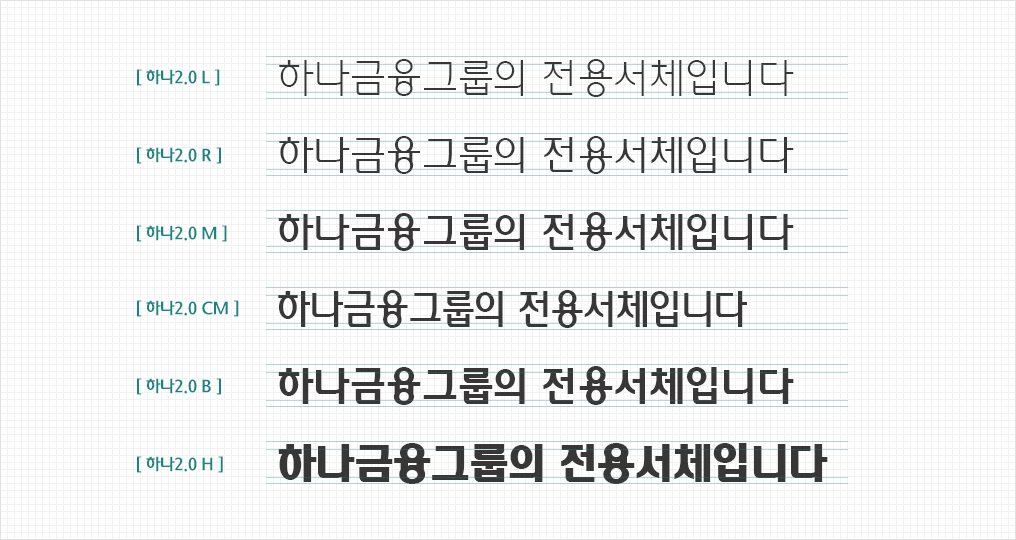 [ 하나2.0 L ] 하나금융그룹의 전용서체입니다
[ 하나2.0 R ] 하나금융그룹의 전용서체입니다
[ 하나2.0 M ] 하나금융그룹의 전용서체입니다
[ 하나2.0 CM ] 하나금융그룹의 전용서체입니다
[ 하나2.0 B ] 하나금융그룹의 전용서체입니다
[ 하나2.0 H ] 하나금융그룹의 전용서체입니다